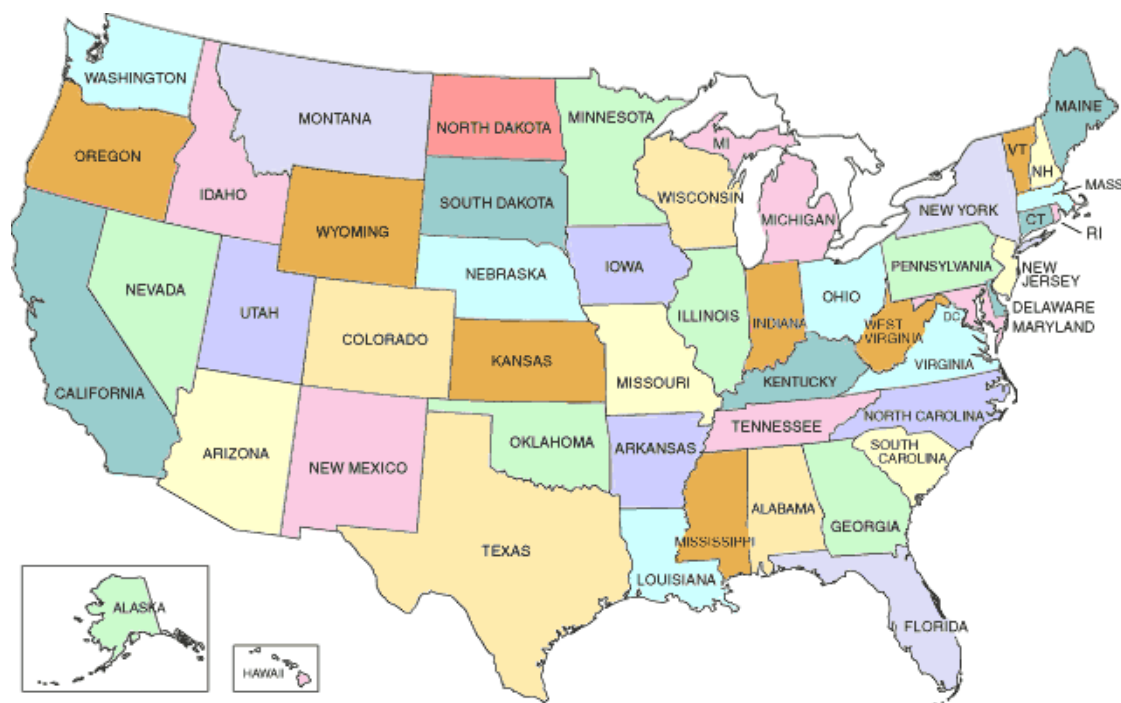 WASHINGTON
MONTANA
NORTH DAKOTA
MINNESOTA
MAINE
OREGON
IDAHO
MI
VT
NH
WISCONSIN
MASS
SOUTH DAKOTA
WYOMING
MICHIGAN
NEW YORK
CT
RI
NEBRASKA
IOWA
PENNSYLVANIA
NEW
JERSEY
NEVADA
UTAH
OHIO
DELAWARE
MARYLAND
ILLINOIS
INDIANA
DC
WEST
VIRGINIA
COLORADO
KANSAS
MISSOURI
KENTUCKY
VIRGINIA
CALIFORNIA
NORTH CAROLINA
TENNESSEE
ARIZONA
NEW MEXICO
OKLAHOMA
ARKANSAS
SOUTH
CAROLINA
ALABAMA
GEORGIA
MISSISSIPPI
TEXAS
LOUISIANA
ALASKA
FLORIDA
HAWAII